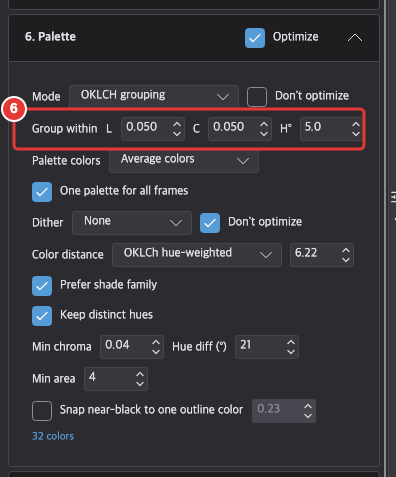 6. Palette Optimize
Mode OKLCH grouping Don't optimize
6
Group within L 0.050 C 0.050 H° 5.0
Palette colors Average colors
One palette for all frames
Dither None Don't optimize
Color distance OKLCh hue-weighted 6.22
Prefer shade family
Keep distinct hues
Min chroma 0.04 Hue diff (°) 21
Min area 4
Snap near-black to one outline color 0.23
32 colors